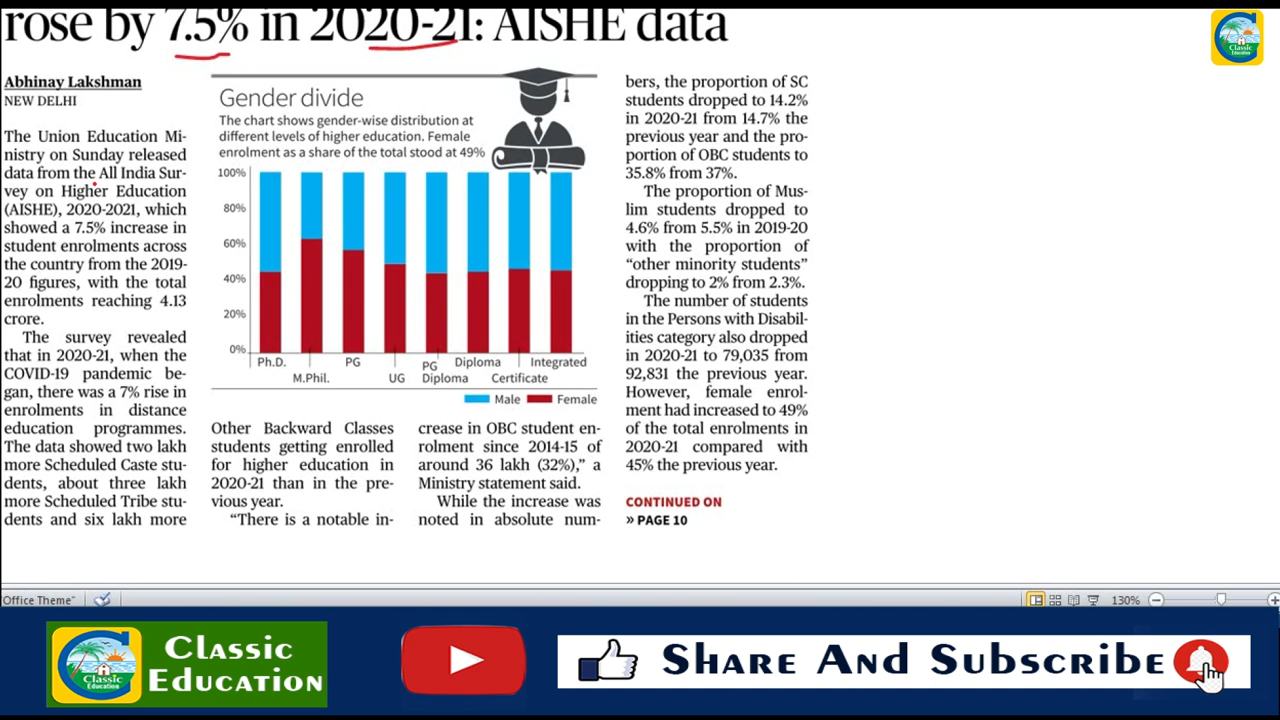 rose by 7.5% in 2020-21: AISHE data
Classic
Education
Abhinay Lakshman
NEW DELHI
The Union Education Mi-
nistry on Sunday released
data from the All India Sur-
vey on Higher Education
(AISHE), 2020-2021, which
showed a 7.5% increase in
student enrolments across
the country from the 2019-
20 figures, with the total
enrolments reaching 4.13
crore.
The survey revealed
that in 2020-21, when the
COVID-19 pandemic be-
gan, there was a 7% rise in
enrolments in distance
education programmes.
The data showed two lakh
more Scheduled Caste stu-
dents, about three lakh
more Scheduled Tribe stu-
dents and six lakh more
Gender divide
The chart shows gender-wise distribution at
different levels of higher education. Female
enrolment as a share of the total stood at 49%
100%
80%
60%
40%
20%
0%
Ph.D.
M.Phil.
PG
UG
PG
Diploma
Diploma
Certificate
Integrated
Male
Female
Other Backward Classes
students getting enrolled
for higher education in
2020-21 than in the pre-
vious year.
“There is a notable in-
crease in OBC student en-
rolment since 2014-15 of
around 36 lakh (32%),” a
Ministry statement said.
While the increase was
noted in absolute num-
bers, the proportion of SC
students dropped to 14.2%
in 2020-21 from 14.7% the
previous year and the pro-
portion of OBC students to
35.8% from 37%.
The proportion of Mus-
lim students dropped to
4.6% from 5.5% in 2019-20
with the proportion of
“other minority students”
dropping to 2% from 2.3%.
The number of students
in the Persons with Disabil-
ities category also dropped
in 2020-21 to 79,035 from
92,831 the previous year.
However, female enrol-
ment had increased to 49%
of the total enrolments in
2020-21 compared with
45% the previous year.
CONTINUED ON
» PAGE 10
Office Theme"
130%
Classic
Education
Classic
Education
Share And Subscribe